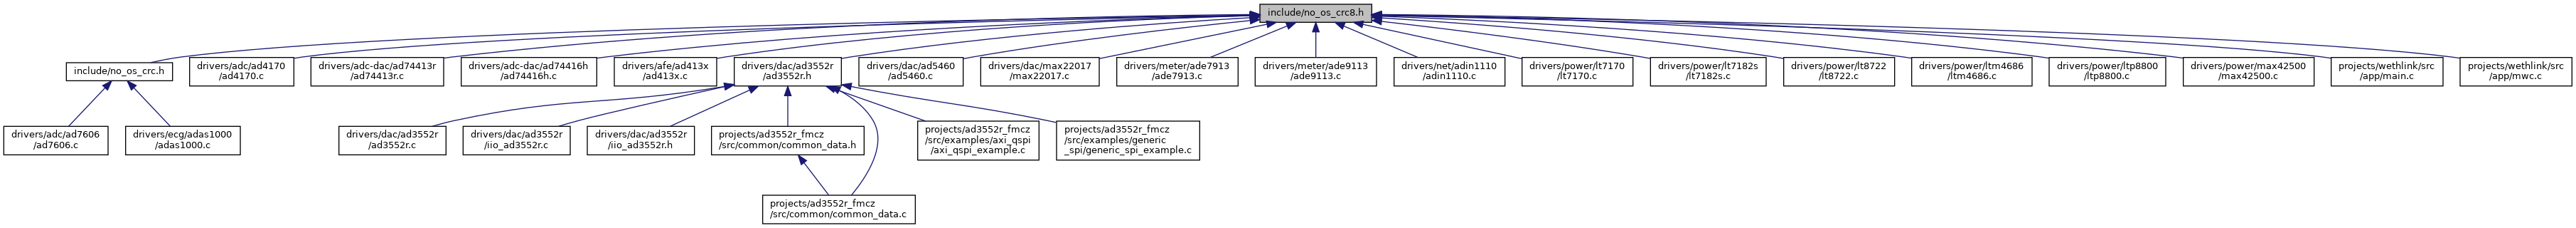 include/no_os_crc8.h
include/no_os_crc.h
drivers/adc/ad4170
/ad4170.c
drivers/adc-dac/ad74413r
/ad74413r.c
drivers/adc-dac/ad74416h
/ad74416h.c
drivers/afe/ad413x
/ad413x.c
drivers/dac/ad3552r
/ad3552r.h
drivers/dac/ad5460
/ad5460.c
drivers/dac/max22017
/max22017.c
drivers/meter/ade7913
/ade7913.c
drivers/meter/ade9113
/ade9113.c
drivers/net/adin1110
/adin1110.c
drivers/power/lt7170
/lt7170.c
drivers/power/lt7182s
/lt7182s.c
drivers/power/lt8722
/lt8722.c
drivers/power/ltm4686
/ltm4686.c
drivers/power/ltp8800
/ltp8800.c
drivers/power/max42500
/max42500.c
projects/wethlink/src
/app/main.c
projects/wethlink/src
/app/mwc.c
drivers/adc/ad7606
/ad7606.c
drivers/ecg/adas1000
/adas1000.c
drivers/dac/ad3552r
/ad3552r.c
drivers/dac/ad3552r
/iio_ad3552r.c
drivers/dac/ad3552r
/iio_ad3552r.h
projects/ad3552r_fmcz
/src/common/common_data.h
projects/ad3552r_fmcz
/src/examples/axi_qspi
/axi_qspi_example.c
projects/ad3552r_fmcz
/src/examples/generic
_spi/generic_spi_example.c
projects/ad3552r_fmcz
/src/common/common_data.c